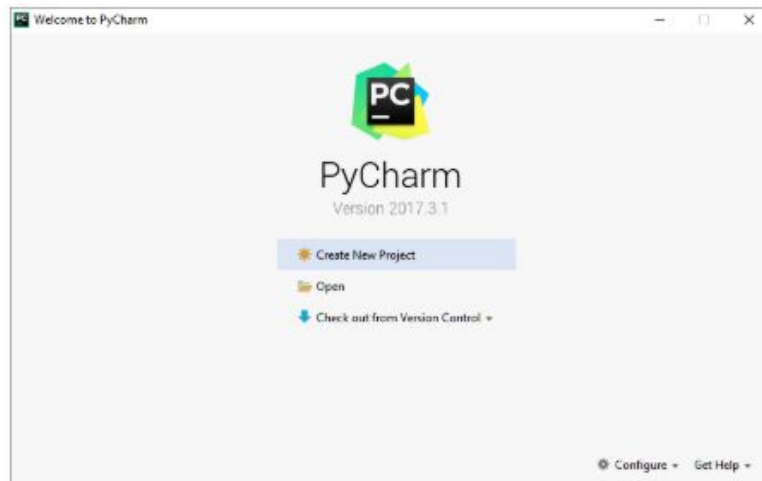 Welcome to PyCharm
PC
PyCharm
Version 2017.3.1
Create New Project
Open
Check out from Version Control
Configure Get Help